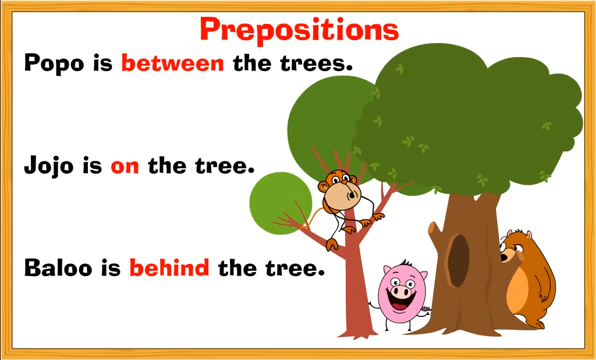 Prepositions
Popo is between the trees.
Jojo is on the tree.
Baloo is behind the tree.